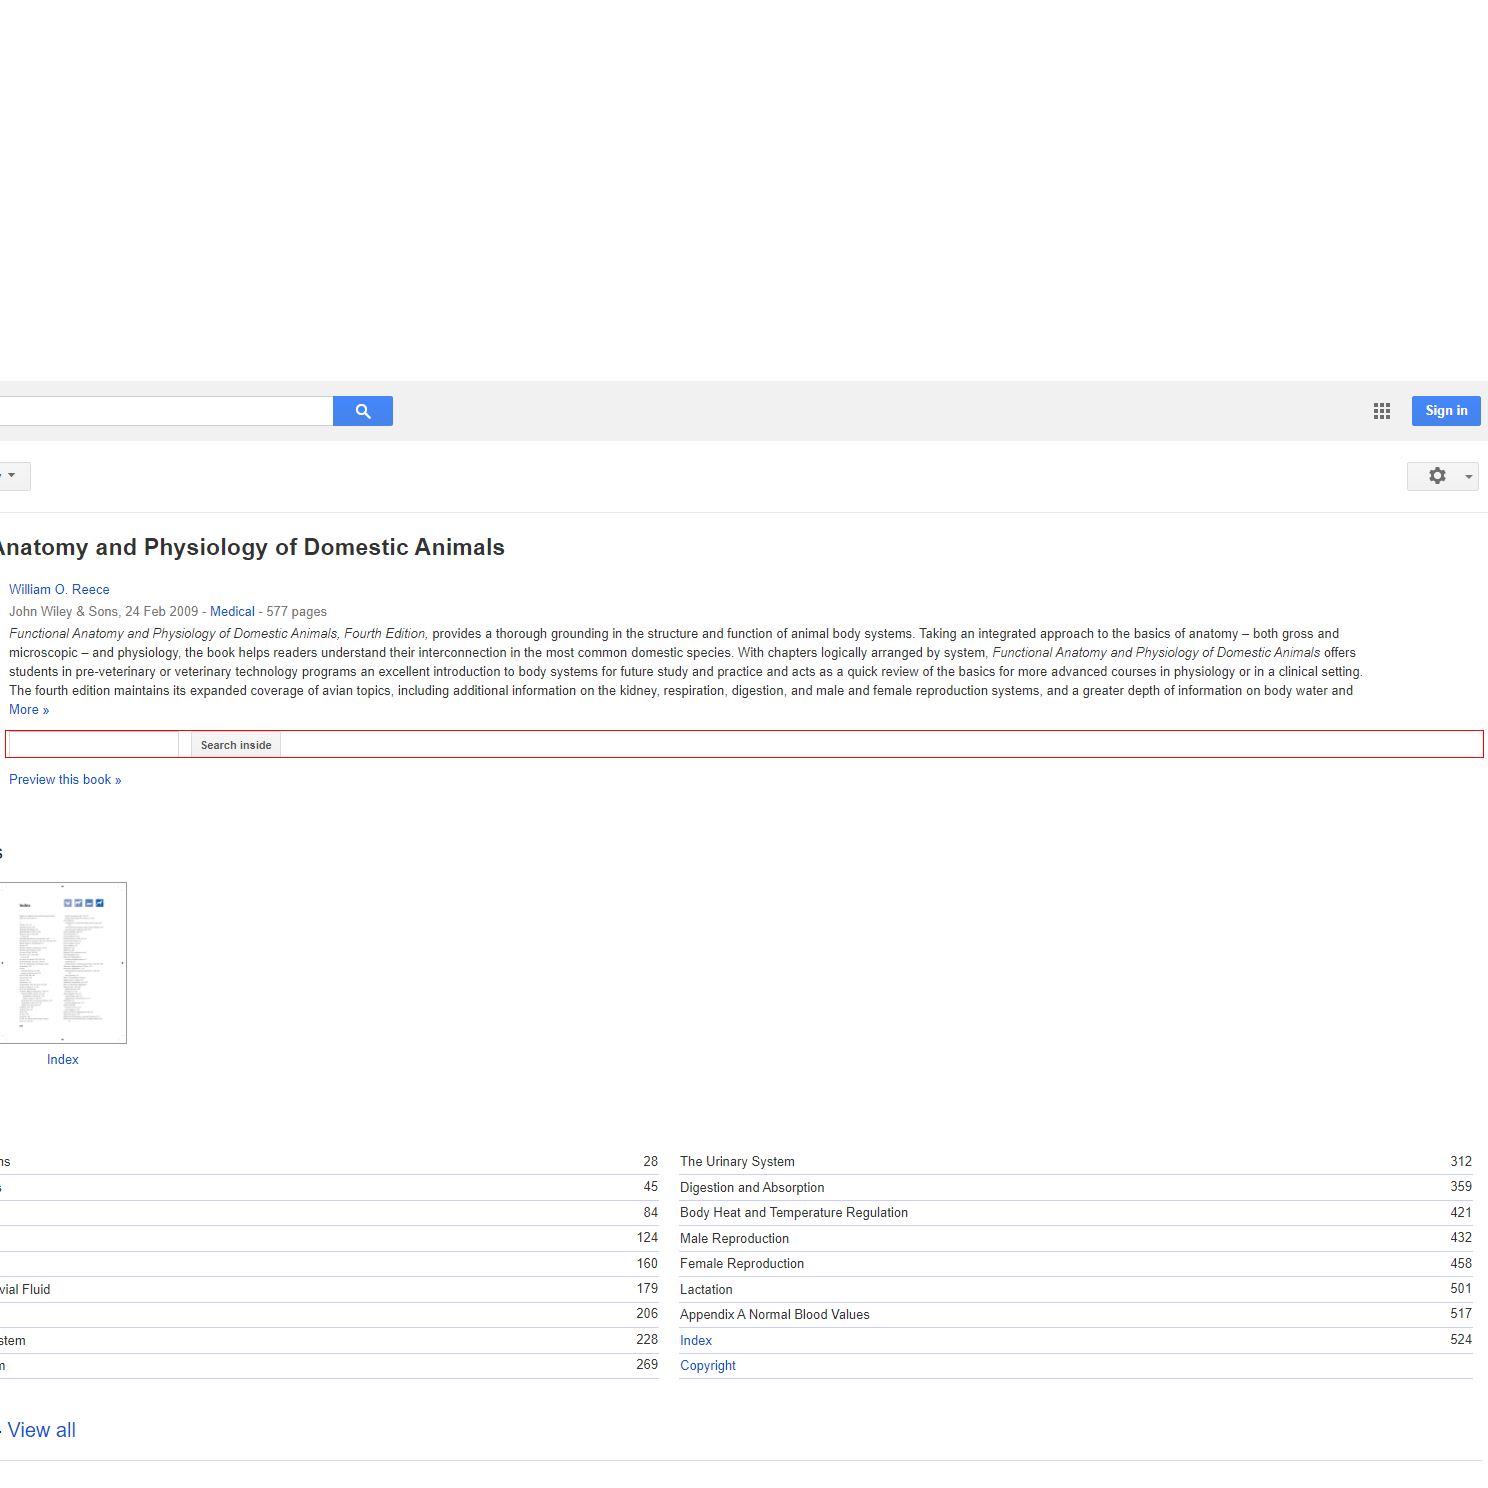 Sign in
Anatomy and Physiology of Domestic Animals
William O. Reece
John Wiley & Sons, 24 Feb 2009 - Medical - 577 pages
Functional Anatomy and Physiology of Domestic Animals, Fourth Edition, provides a thorough grounding in the structure and function of animal body systems. Taking an integrated approach to the basics of anatomy – both gross and
microscopic – and physiology, the book helps readers understand their interconnection in the most common domestic species. With chapters logically arranged by system, Functional Anatomy and Physiology of Domestic Animals offers
students in pre-veterinary or veterinary technology programs an excellent introduction to body systems for future study and practice and acts as a quick review of the basics for more advanced courses in physiology or in a clinical setting.
The fourth edition maintains its expanded coverage of avian topics, including additional information on the kidney, respiration, digestion, and male and female reproduction systems, and a greater depth of information on body water and
More »
Search inside
Preview this book »
s
Index
Index
ns 28
s 45
84
124
160
vial Fluid 179
206
stem 228
m 269
The Urinary System 312
Digestion and Absorption 359
Body Heat and Temperature Regulation 421
Male Reproduction 432
Female Reproduction 458
Lactation 501
Appendix A Normal Blood Values 517
Index 524
Copyright
View all